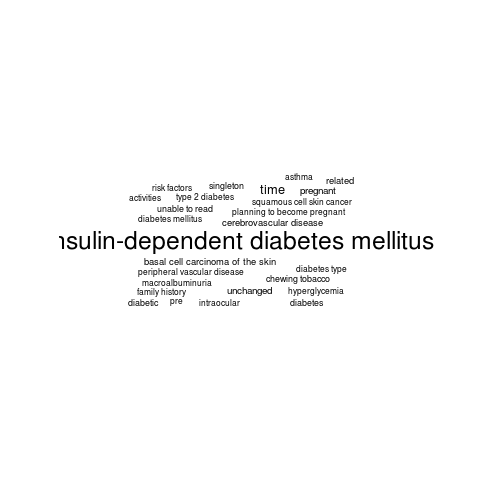 asthma
related
risk factors
singleton
time
pregnant
activities
type 2 diabetes
squamous cell skin cancer
unable to read
planning to become pregnant
diabetes mellitus
cerebrovascular disease
nsulin-dependent diabetes mellitus
basal cell carcinoma of the skin
diabetes type
peripheral vascular disease
chewing tobacco
macroalbuminuria
family history
unchanged
hyperglycemia
diabetic
pre
intraocular
diabetes